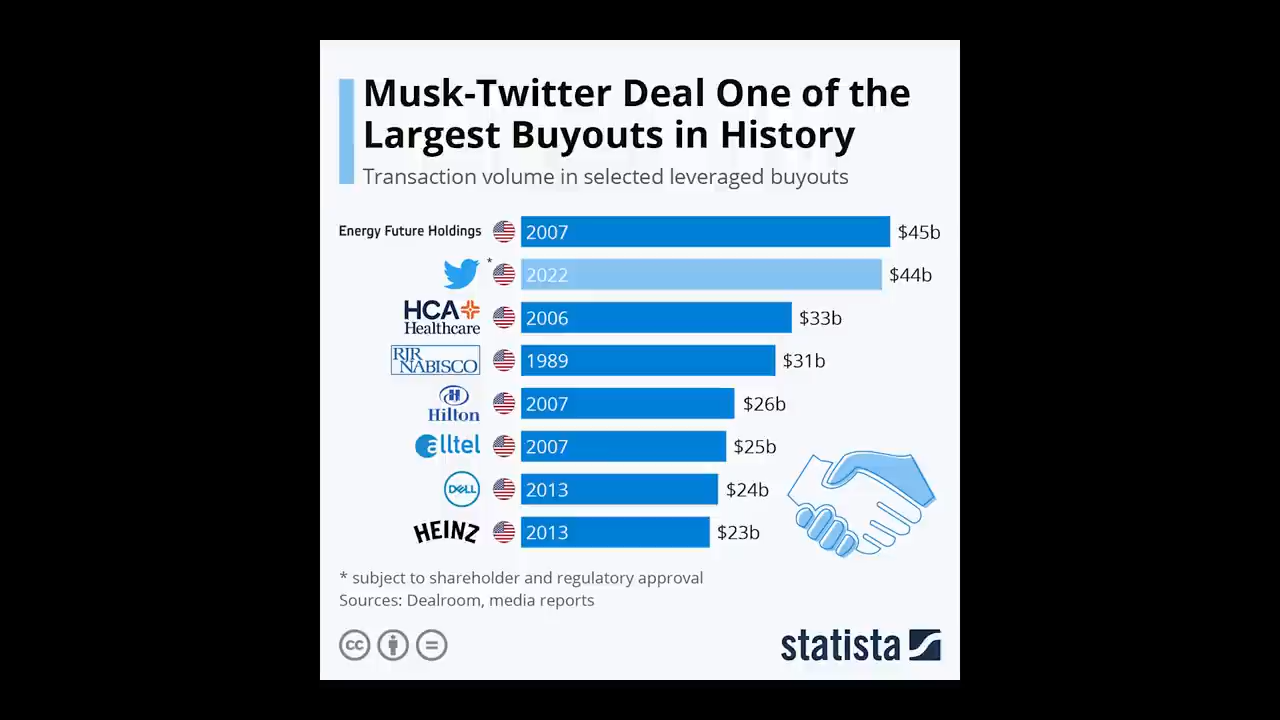 Musk-Twitter Deal One of the
Largest Buyouts in History
Transaction volume in selected leveraged buyouts
Energy Future Holdings 2007 $45b
* 2022 $44b
HCA Healthcare 2006 $33b
RJR NABISCO 1989 $31b
H Hilton 2007 $26b
alltel 2007 $25b
DELL 2013 $24b
HEINZ 2013 $23b
* subject to shareholder and regulatory approval
Sources: Dealroom, media reports
cc =
statista